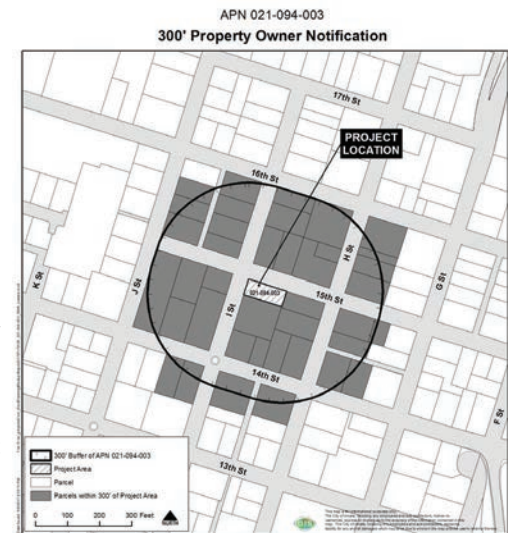 APN 021-094-003
300' Property Owner Notification
17th St
PROJECT
LOCATION
16th St
H St
G St
K St
J St
I St
021-094-003
15th St
14th St
F St
13th St
300' Buffer of APN 021-094-003
Project Area
Parcel
Parcels within 300' of Project Area
0 50 100 200 300 Feet